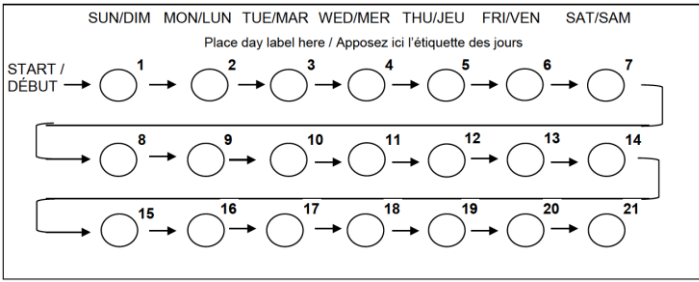 SUN/DIM MON/LUN TUE/MAR WED/MER THU/JEU FRI/VEN SAT/SAM
Place day label here / Apposez ici l'étiquette des jours
START /
DÉBUT
1 2 3 4 5 6 7
8 9 10 11 12 13 14
15 16 17 18 19 20 21